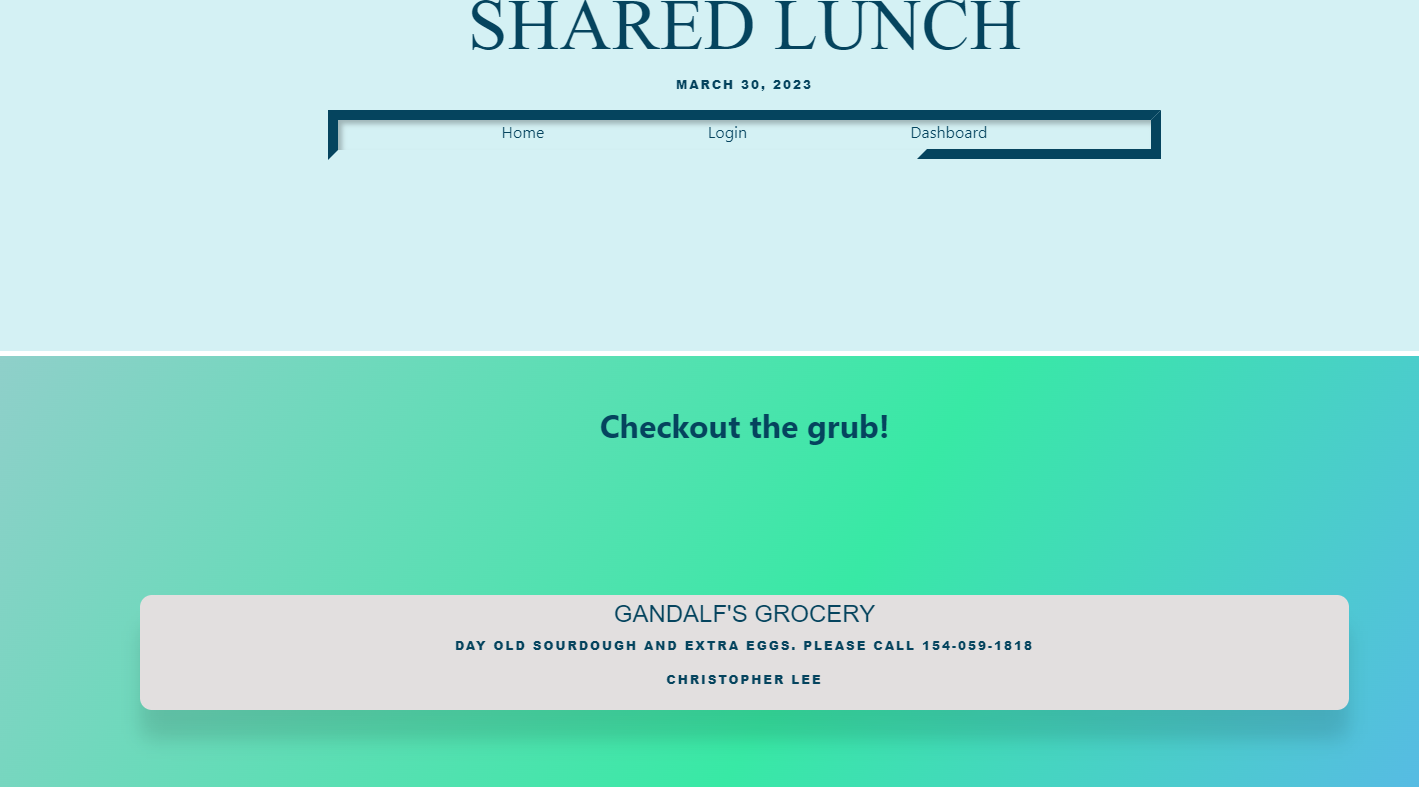 SHARED LUNCH
MARCH 30, 2023
Home Login Dashboard
Checkout the grub!
GANDALF'S GROCERY
DAY OLD SOURDOUGH AND EXTRA EGGS. PLEASE CALL 154-059-1818
CHRISTOPHER LEE